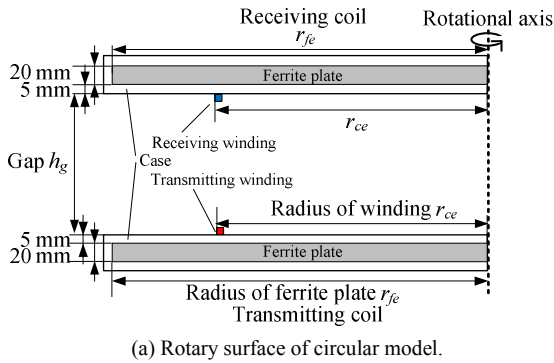 Receiving coil
Rotational axis
r_fe
20 mm
Ferrite plate
5 mm
r_ce
Receiving winding
Case
Gap h_g
Transmitting winding
Radius of winding r_ce
5 mm
Ferrite plate
20 mm
Radius of ferrite plate r_fe
Transmitting coil
(a) Rotary surface of circular model.